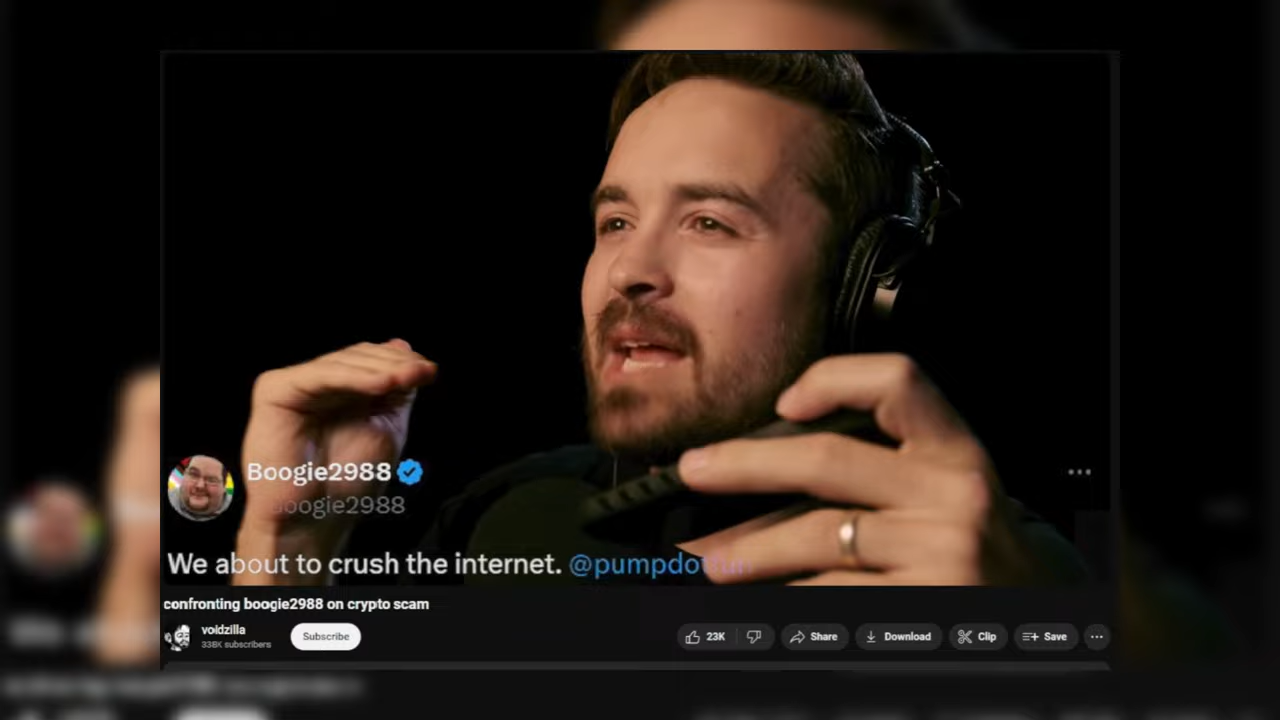 Boogie2988
boogie2988
We about to crush the internet. @pumpdotfun
confronting boogie2988 on crypto scam
voidzilla
338K subscribers
Subscribe
23K
Share
Download
Clip
Save